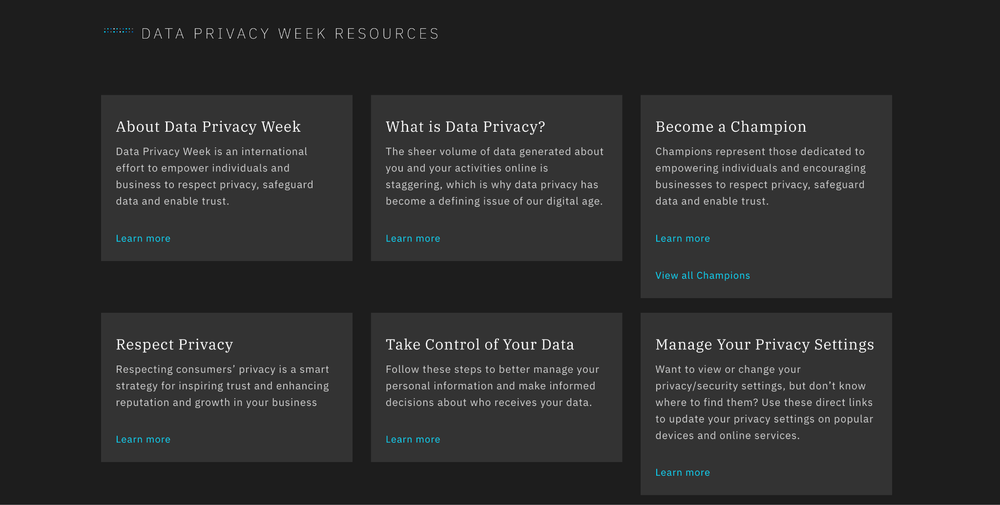 DATA PRIVACY WEEK RESOURCES
About Data Privacy Week
Data Privacy Week is an international
effort to empower individuals and
business to respect privacy, safeguard
data and enable trust.
Learn more
What is Data Privacy?
The sheer volume of data generated about
you and your activities online is
staggering, which is why data privacy has
become a defining issue of our digital age.
Learn more
Become a Champion
Champions represent those dedicated to
empowering individuals and encouraging
businesses to respect privacy, safeguard
data and enable trust.
Learn more
View all Champions
Respect Privacy
Respecting consumers’ privacy is a smart
strategy for inspiring trust and enhancing
reputation and growth in your business
Learn more
Take Control of Your Data
Follow these steps to better manage your
personal information and make informed
decisions about who receives your data.
Learn more
Manage Your Privacy Settings
Want to view or change your
privacy/security settings, but don’t know
where to find them? Use these direct links
to update your privacy settings on popular
devices and online services.
Learn more